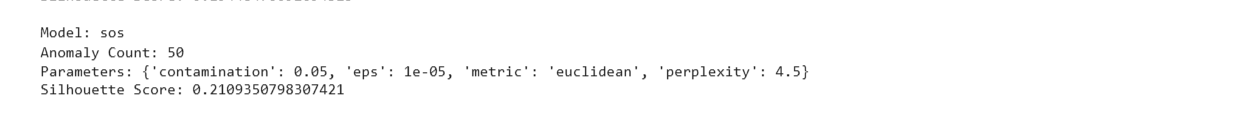 Model: sos
Anomaly Count: 50
Parameters: {'contamination': 0.05, 'eps': 1e-05, 'metric': 'euclidean', 'perplexity': 4.5}
Silhouette Score: 0.2109350798307421